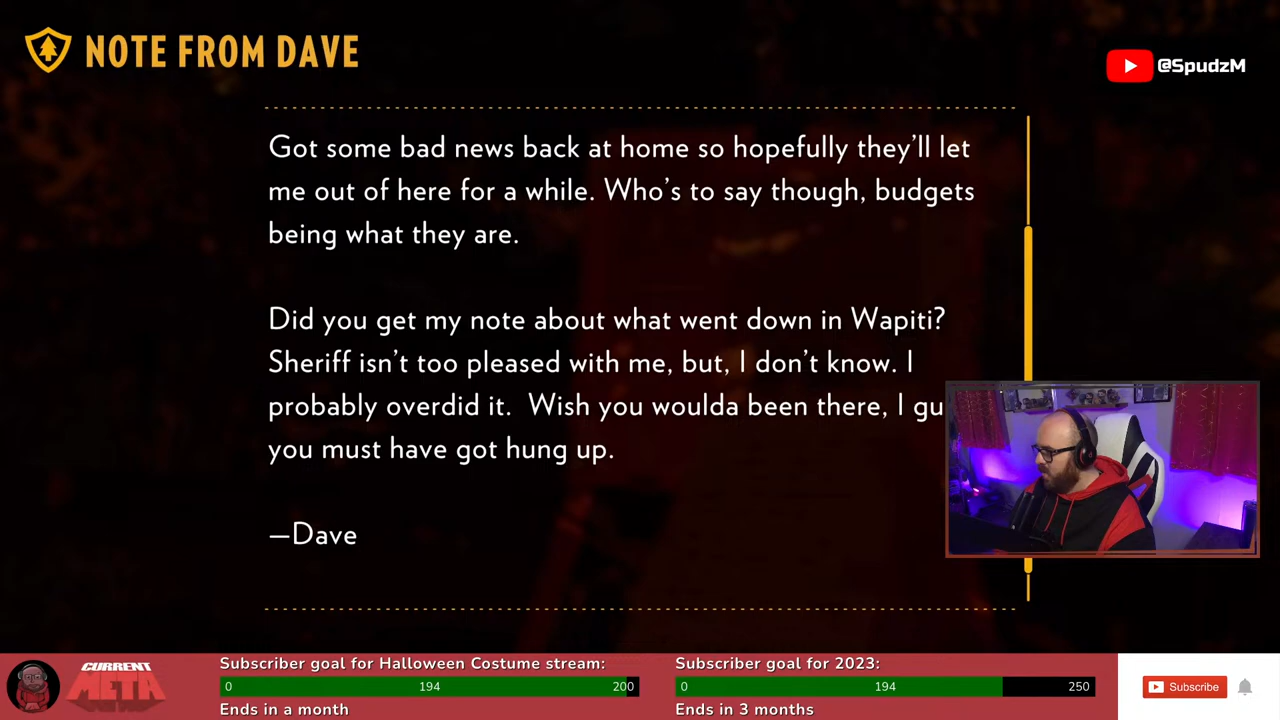 NOTE FROM DAVE
@SpudzM
Got some bad news back at home so hopefully they'll let
me out of here for a while. Who's to say though, budgets
being what they are.
Did you get my note about what went down in Wapiti?
Sheriff isn't too pleased with me, but, I don't know. I
probably overdid it.  Wish you woulda been there, I gu
you must have got hung up.
—Dave
CURRENT
META
Subscriber goal for Halloween Costume stream:
0 194 200
Ends in a month
Subscriber goal for 2023:
0 194 250
Ends in 3 months
Subscribe